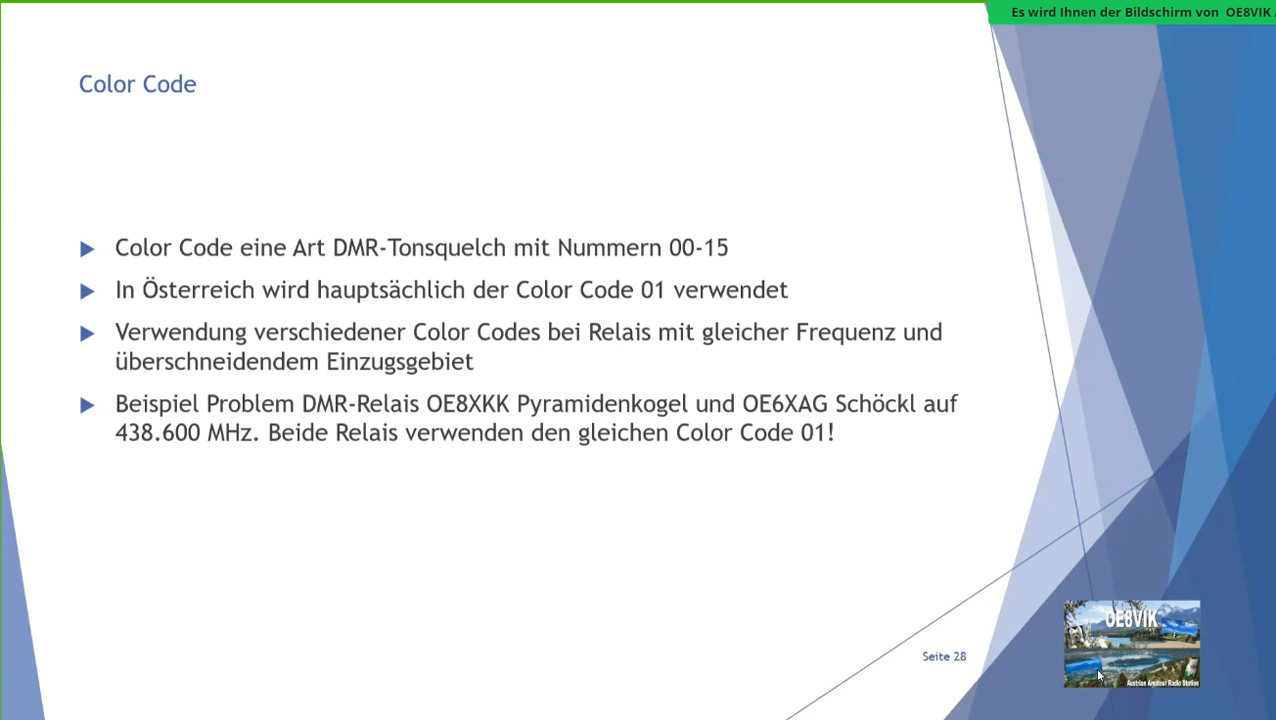 Es wird Ihnen der Bildschirm von OE8VIK
Color Code
Color Code eine Art DMR-Tonsquelch mit Nummern 00-15
In Österreich wird hauptsächlich der Color Code 01 verwendet
Verwendung verschiedener Color Codes bei Relais mit gleicher Frequenz und
überschneidendem Einzugsgebiet
Beispiel Problem DMR-Relais OE8XKK Pyramidenkogel und OE6XAG Schöckl auf
438.600 MHz. Beide Relais verwenden den gleichen Color Code 01!
OE8VIK
Seite 28
Austrian Amateur Radio Station